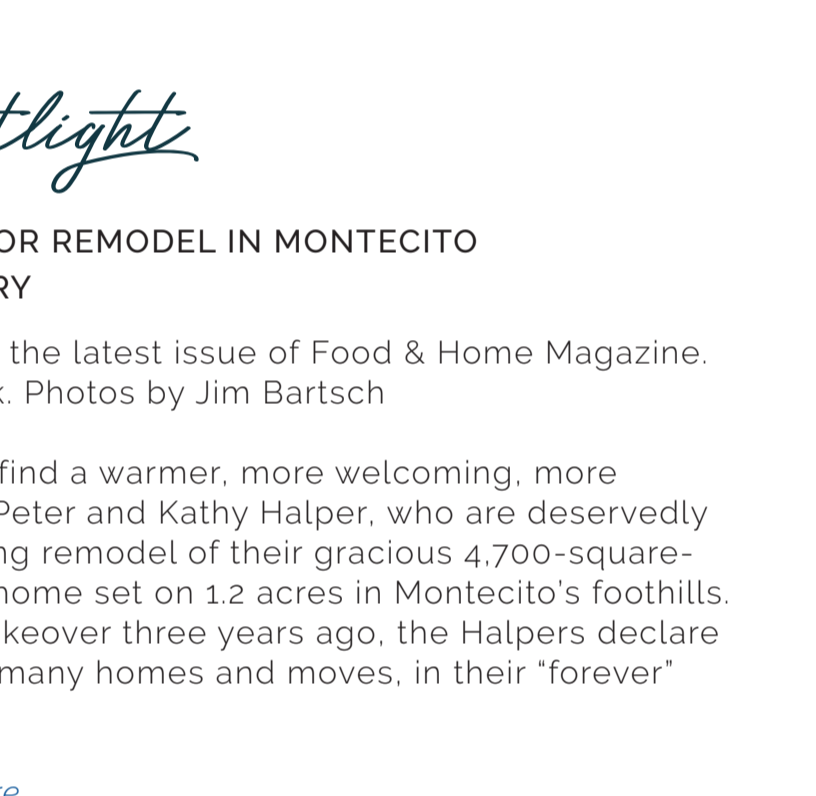 tlight
OR REMODEL IN MONTECITO
RY
the latest issue of Food & Home Magazine.
. Photos by Jim Bartsch
find a warmer, more welcoming, more
Peter and Kathy Halper, who are deservedly
ng remodel of their gracious 4,700-square-
home set on 1.2 acres in Montecito’s foothills.
keover three years ago, the Halpers declare
many homes and moves, in their “forever”